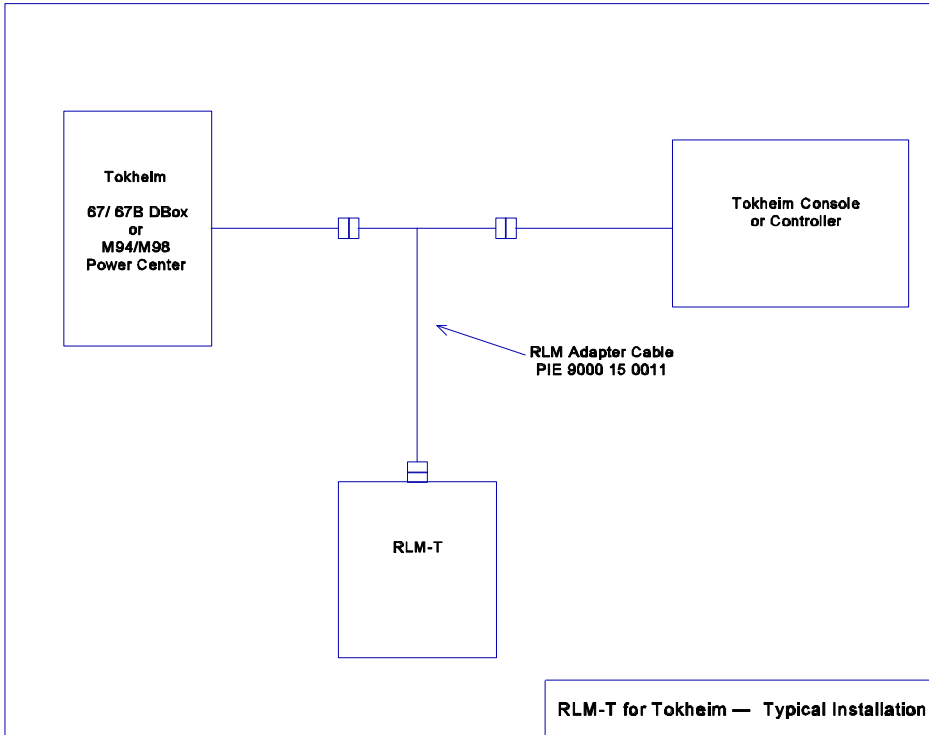 Tokheim
67/ 67B DBox
or
M94/M98
Power Center
Tokheim Console
or Controller
RLM Adapter Cable
PIE 9000 15 0011
RLM-T
RLM-T for Tokheim — Typical Installation